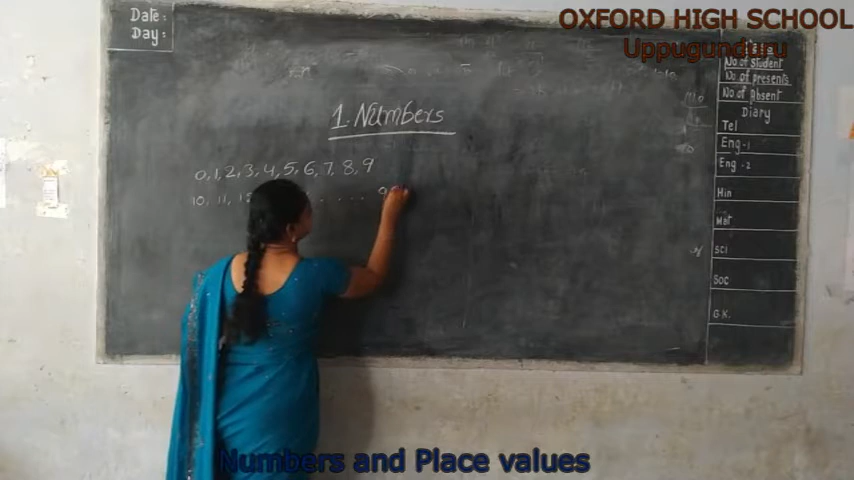 Date:
Day:
OXFORD HIGH SCHOOL
Uppugunduru
No of Student
No of presents
No of Absent
Diary
Tel
Eng-1
Eng-2
Hin
Mat
SCI
SOC
G.K.
1. Numbers
0, 1, 2, 3, 4, 5, 6, 7, 8, 9
10, 11, 1
Numbers and Place values